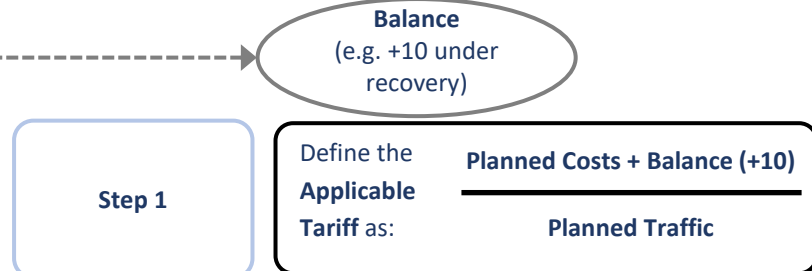 Balance
(e.g. +10 under
recovery)
Step 1
Define the
Applicable
Tariff as:
Planned Costs + Balance (+10)
Planned Traffic